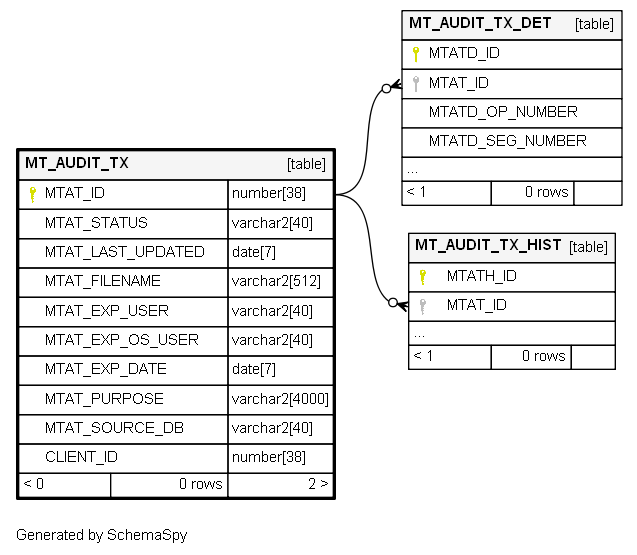 MT_AUDIT_TX_DET [table]
MTATD_ID
MTAT_ID
MTATD_OP_NUMBER
MTATD_SEG_NUMBER
...
< 1 0 rows
MT_AUDIT_TX [table]
MTAT_ID number[38]
MTAT_STATUS varchar2[40]
MTAT_LAST_UPDATED date[7]
MTAT_FILENAME varchar2[512]
MTAT_EXP_USER varchar2[40]
MTAT_EXP_OS_USER varchar2[40]
MTAT_EXP_DATE date[7]
MTAT_PURPOSE varchar2[4000]
MTAT_SOURCE_DB varchar2[40]
CLIENT_ID number[38]
< 0 0 rows 2 >
MT_AUDIT_TX_HIST [table]
MTATH_ID
MTAT_ID
...
< 1 0 rows
Generated by SchemaSpy